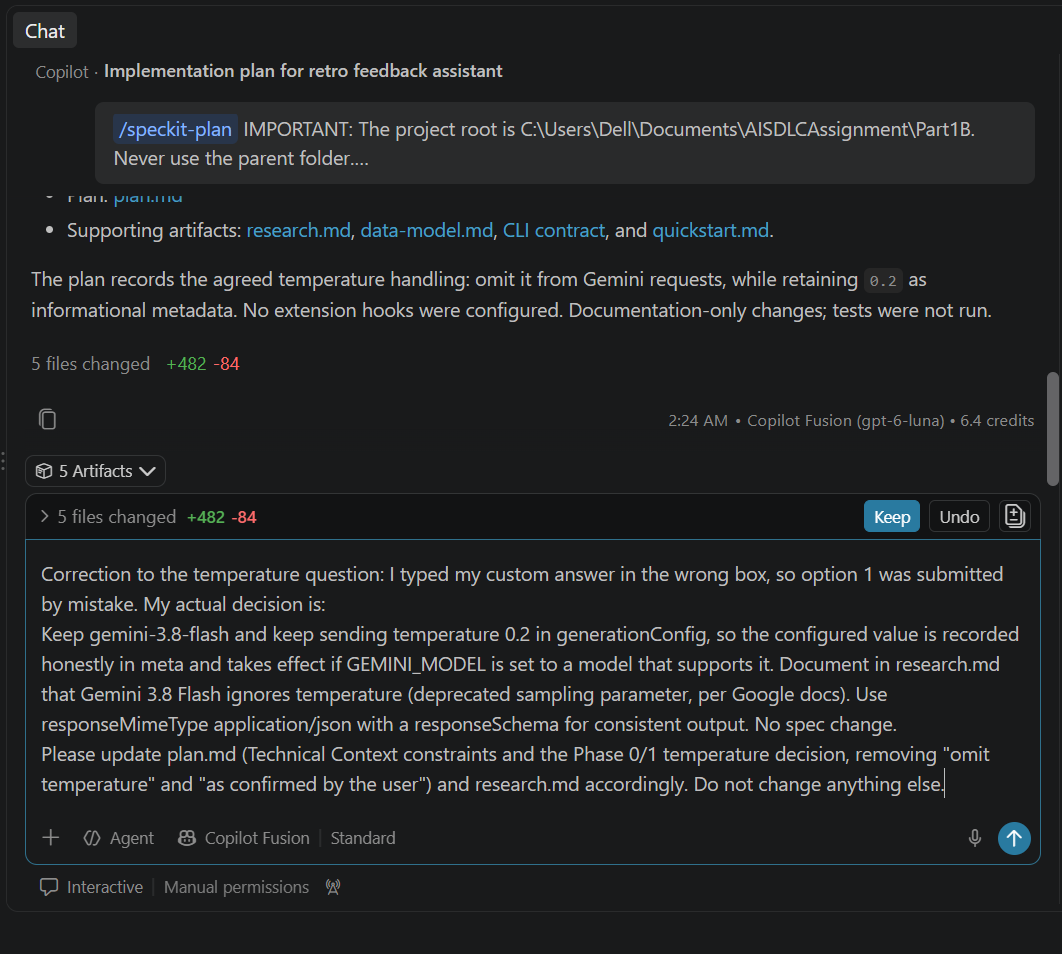 Chat
Copilot · Implementation plan for retro feedback assistant
/speckit-plan IMPORTANT: The project root is C:\Users\Dell\Documents\AISDLCAssignment\Part1B.
Never use the parent folder....
Plan: plan.md
Supporting artifacts: research.md, data-model.md, CLI contract, and quickstart.md.
The plan records the agreed temperature handling: omit it from Gemini requests, while retaining 0.2 as
informational metadata. No extension hooks were configured. Documentation-only changes; tests were not run.
5 files changed +482 -84
2:24 AM • Copilot Fusion (gpt-6-luna) • 6.4 credits
5 Artifacts
5 files changed +482 -84
Keep
Undo
Correction to the temperature question: I typed my custom answer in the wrong box, so option 1 was submitted
by mistake. My actual decision is:
Keep gemini-3.8-flash and keep sending temperature 0.2 in generationConfig, so the configured value is recorded
honestly in meta and takes effect if GEMINI_MODEL is set to a model that supports it. Document in research.md
that Gemini 3.8 Flash ignores temperature (deprecated sampling parameter, per Google docs). Use
responseMimeType application/json with a responseSchema for consistent output. No spec change.
Please update plan.md (Technical Context constraints and the Phase 0/1 temperature decision, removing "omit
temperature" and "as confirmed by the user") and research.md accordingly. Do not change anything else.
Agent
Copilot Fusion
Standard
Interactive
Manual permissions